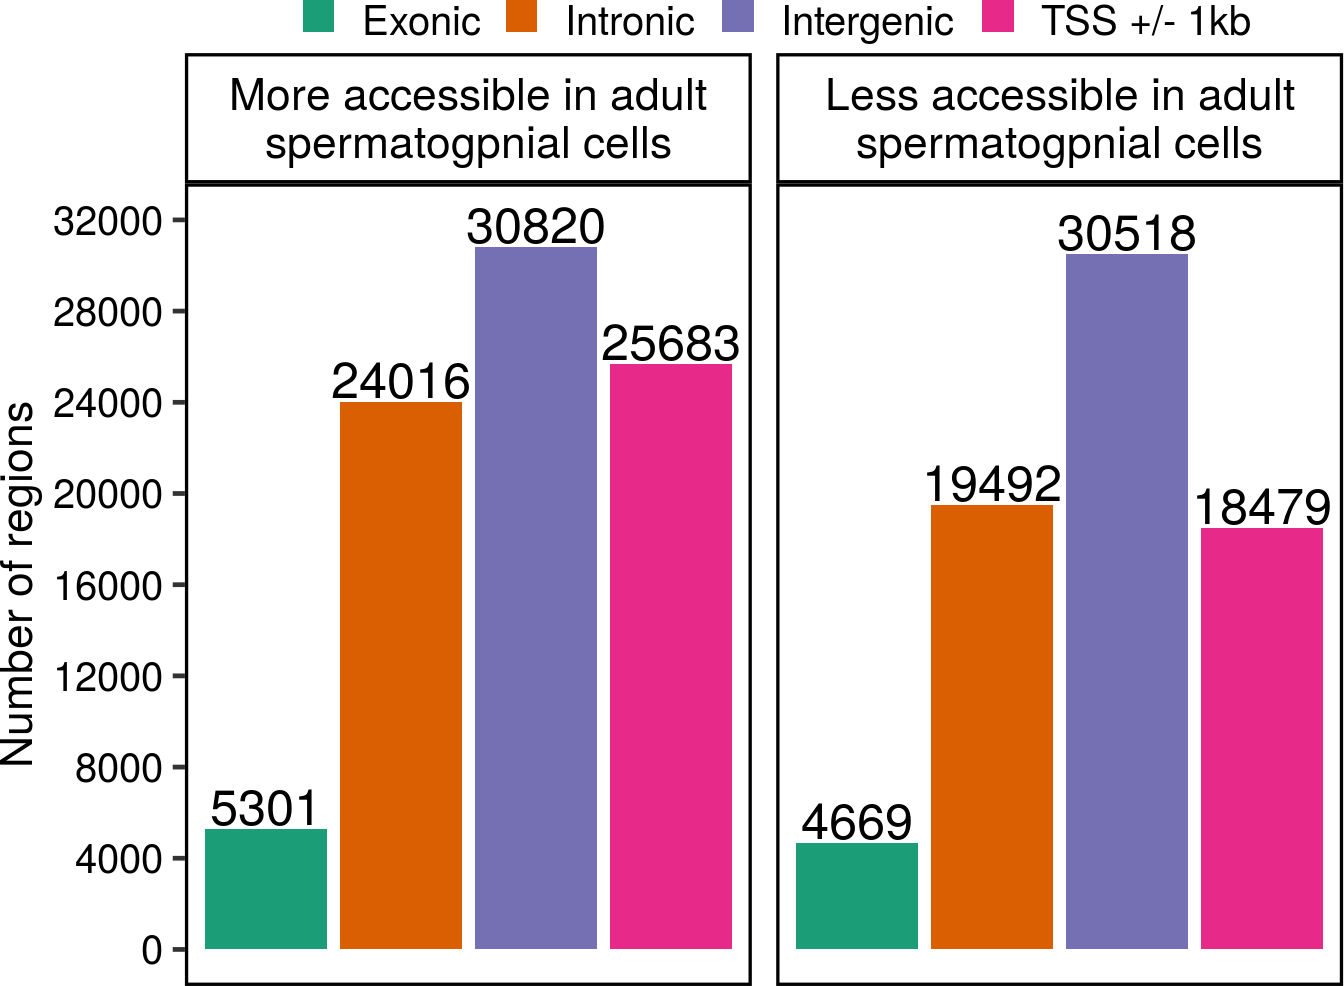 Exonic Intronic Intergenic TSS +/- 1kb
More accessible in adult
spermatogpnial cells
Less accessible in adult
spermatogpnial cells
Number of regions
32000
28000
24000
20000
16000
12000
8000
4000
0
5301
24016
30820
25683
4669
19492
30518
18479